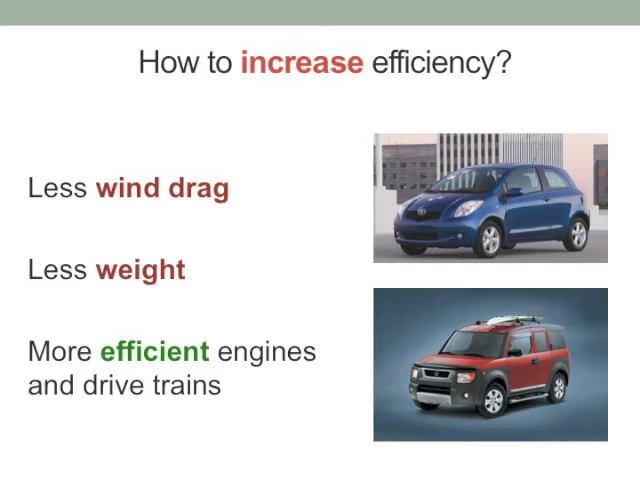 How to increase efficiency?
Less wind drag
Less weight
More efficient engines
and drive trains